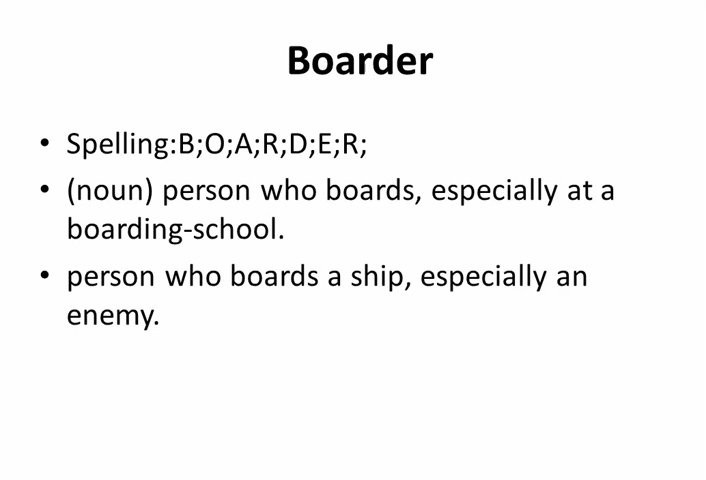 Boarder
• Spelling:B;O;A;R;D;E;R;
• (noun) person who boards, especially at a
boarding-school.
• person who boards a ship, especially an
enemy.